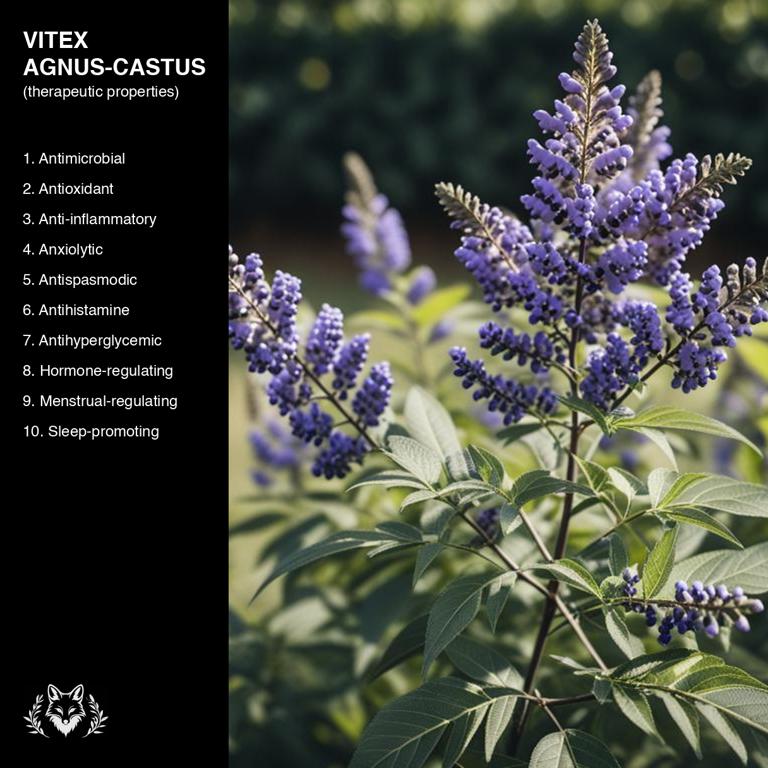 VITEX
AGNUS-CASTUS
(therapeutic properties)
1. Antimicrobial
2. Antioxidant
3. Anti-inflammatory
4. Anxiolytic
5. Antispasmodic
6. Antihistamine
7. Antihyperglycemic
8. Hormone-regulating
9. Menstrual-regulating
10. Sleep-promoting